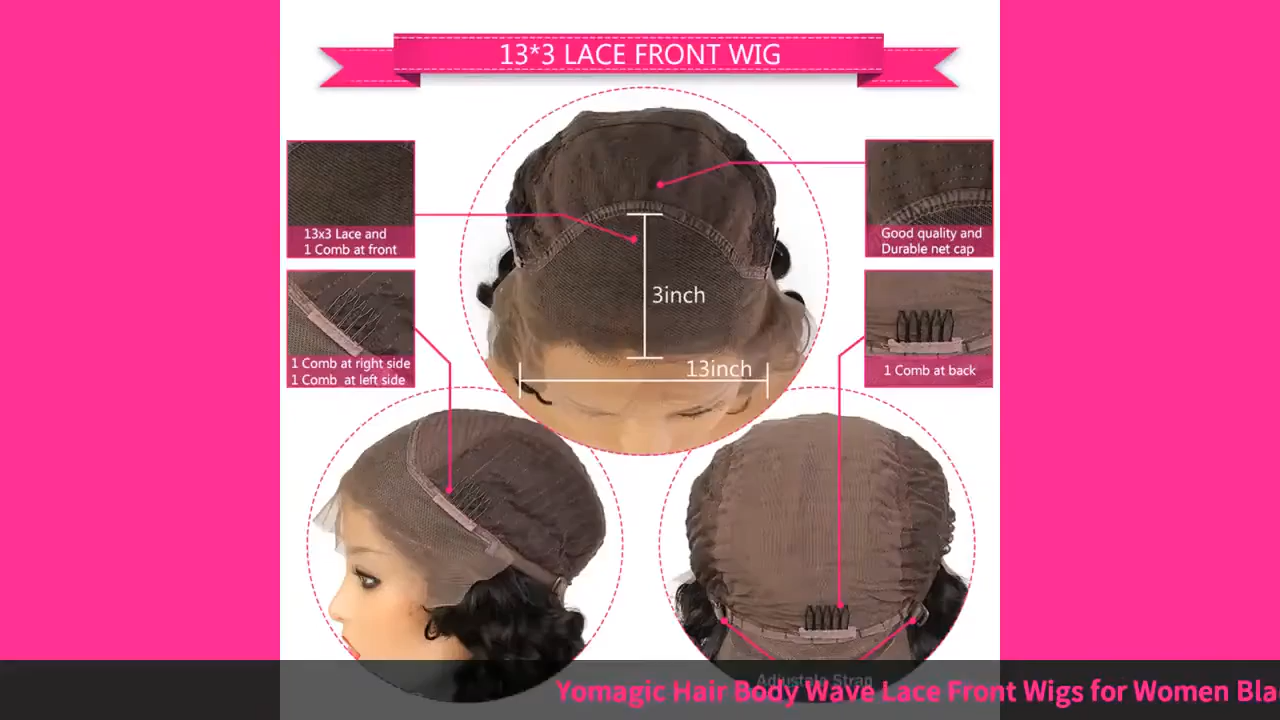 13*3 LACE FRONT WIG
13x3 Lace and
1 Comb at front
Good quality and
Durable net cap
3inch
13inch
1 Comb at right side
1 Comb at left side
1 Comb at back
Adjustale Strap
Yomagic Hair Body Wave Lace Front Wigs for Women Bla